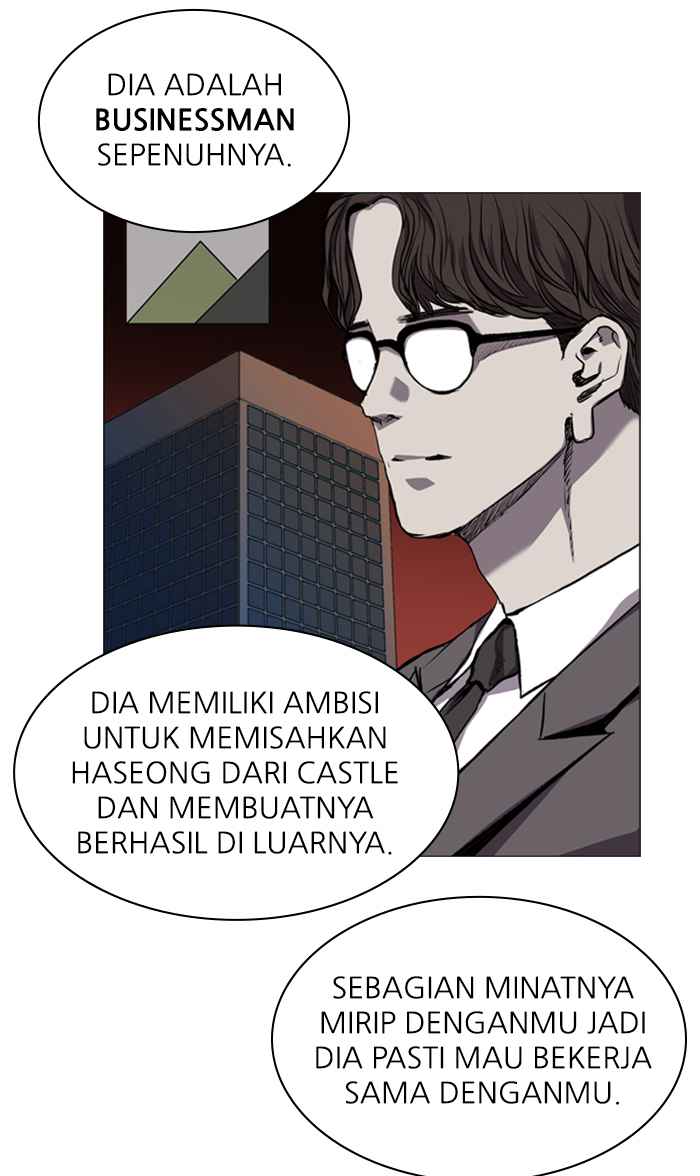 DIA ADALAH
BUSINESSMAN
SEPENUHNYA.
DIA MEMILIKI AMBISI
UNTUK MEMISAHKAN
HASEONG DARI CASTLE
DAN MEMBUATNYA
BERHASIL DI LUARNYA.
SEBAGIAN MINATNYA
MIRIP DENGANMU JADI
DIA PASTI MAU BEKERJA
SAMA DENGANMU.